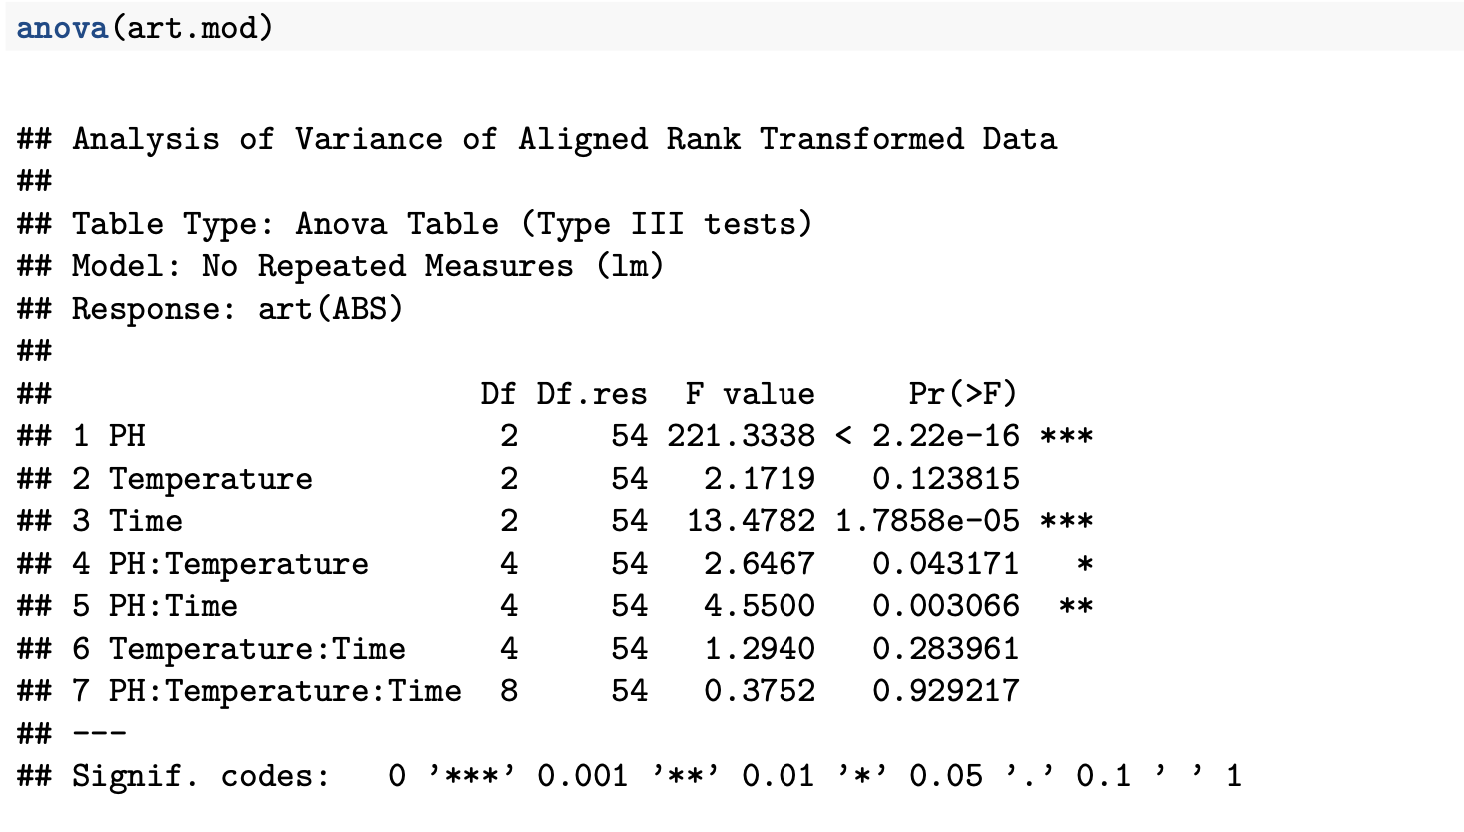 anova(art.mod)
## Analysis of Variance of Aligned Rank Transformed Data
##
## Table Type: Anova Table (Type III tests)
## Model: No Repeated Measures (lm)
## Response: art(ABS)
##
##                         Df Df.res  F value     Pr(>F)
## 1 PH                     2     54 221.3338 < 2.22e-16 ***
## 2 Temperature            2     54   2.1719   0.123815
## 3 Time                   2     54  13.4782 1.7858e-05 ***
## 4 PH:Temperature         4     54   2.6467   0.043171   *
## 5 PH:Time                4     54   4.5500   0.003066  **
## 6 Temperature:Time       4     54   1.2940   0.283961
## 7 PH:Temperature:Time  8     54   0.3752   0.929217
## ---
## Signif. codes:   0 ’***’ 0.001 ’**’ 0.01 ’*’ 0.05 ’.’ 0.1 ’ ’ 1